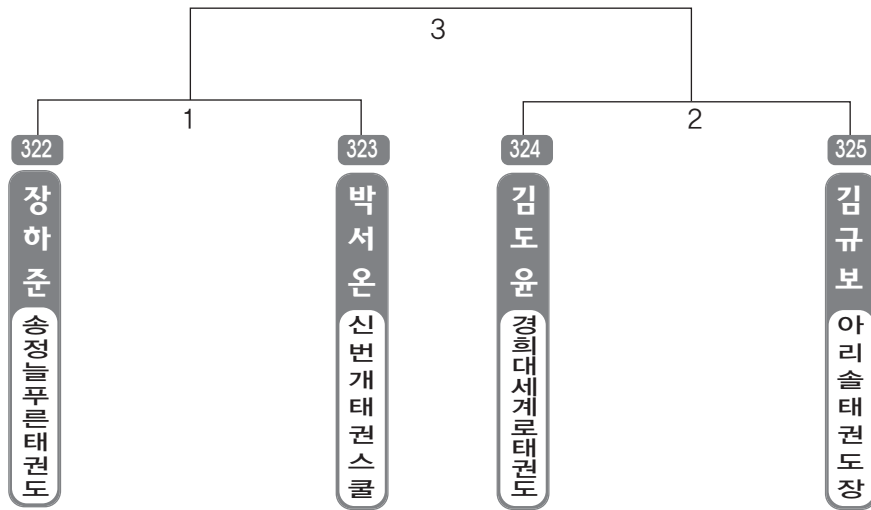 3
1
2
322
323
324
325
장하준
박서온
김도윤
김규보
송정늘푸른태권도
신번개태권스쿨
경희대세계로태권도
아리솔태권도장